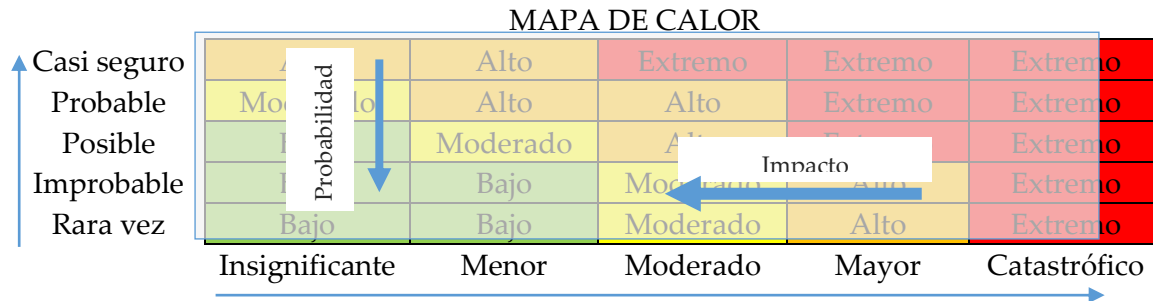 MAPA DE CALOR
Casi seguro Alto Extremo Extremo Extremo
Probable Alto Alto Extremo Extremo
Posible Moderado Extremo
Improbable Bajo Moderado Alto Extremo
Rara vez Bajo Bajo Moderado Alto Extremo
Probabilidad
Impacto
Insignificante Menor Moderado Mayor Catastrófico